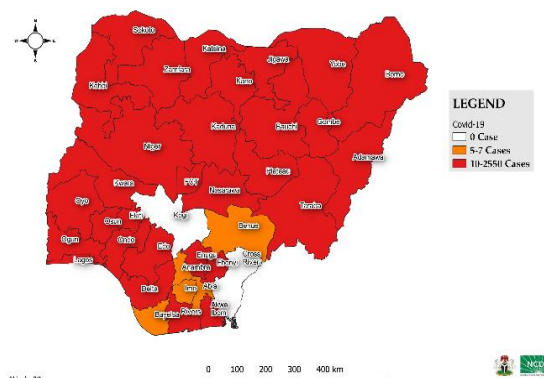 N
Sokoto
Katsina
Jigawa
Yobe
Borno
Zamfara
Kano
Kebbi
Kaduna
Bauchi
Gombe
Niger
Adamawa
Plateau
Kwara
FCT
Nasarawa
Taraba
Oyo
Ekiti
Kogi
Benue
Osun
Ogun
Ondo
Edo
Enugu
Ebonyi
Cross
River
Lagos
Anambra
Delta
Imo
Abia
Bayelsa
Rivers
Akwa
Ibom
LEGEND
Covid-19
0 Case
5-7 Cases
10-2550 Cases
0 100 200 300 400 km
NCD